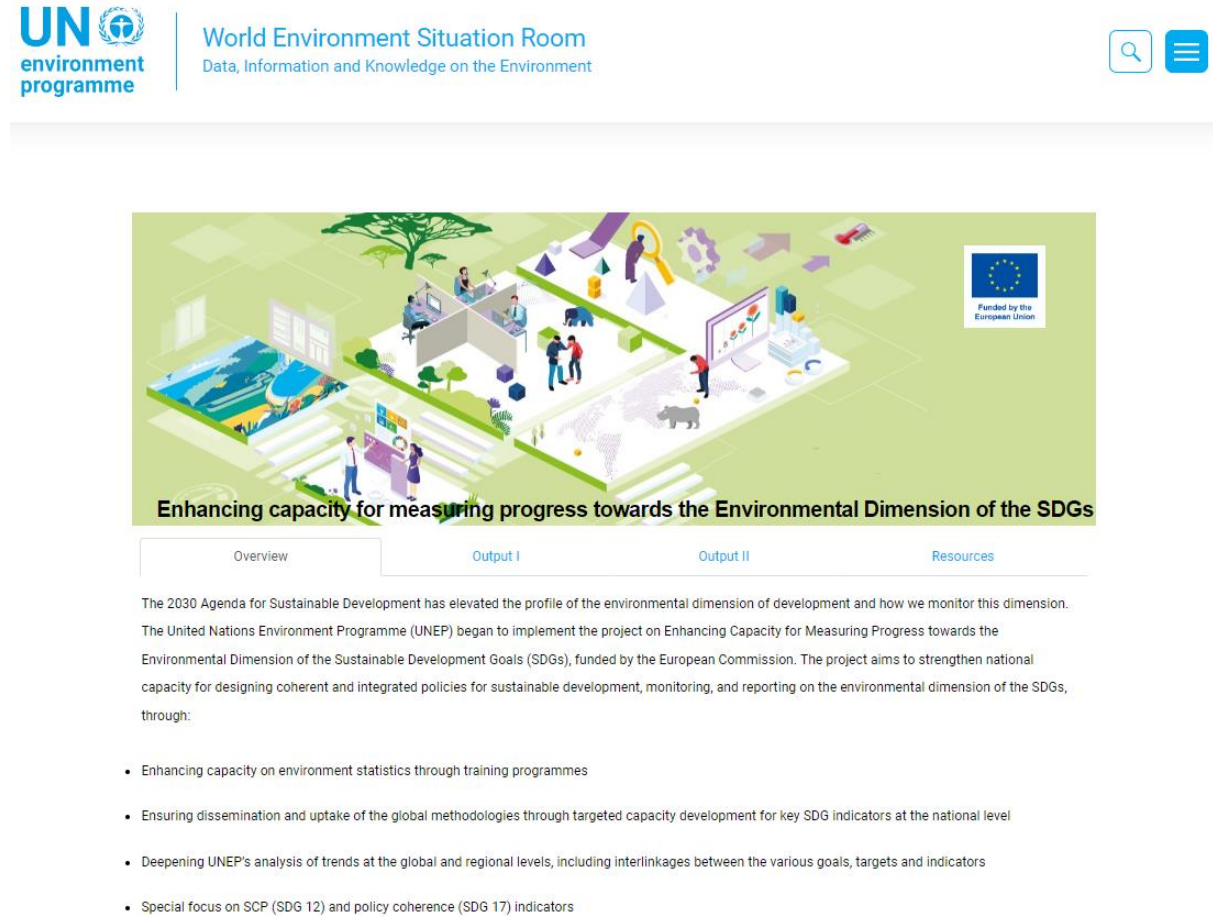 UN
environment
programme
World Environment Situation Room
Data, Information and Knowledge on the Environment
Funded by the
European Union
Enhancing capacity for measuring progress towards the Environmental Dimension of the SDGs
Overview
Output I
Output II
Resources
The 2030 Agenda for Sustainable Development has elevated the profile of the environmental dimension of development and how we monitor this dimension.
The United Nations Environment Programme (UNEP) began to implement the project on Enhancing Capacity for Measuring Progress towards the
Environmental Dimension of the Sustainable Development Goals (SDGs), funded by the European Commission. The project aims to strengthen national
capacity for designing coherent and integrated policies for sustainable development, monitoring, and reporting on the environmental dimension of the SDGs,
through:
• Enhancing capacity on environment statistics through training programmes
• Ensuring dissemination and uptake of the global methodologies through targeted capacity development for key SDG indicators at the national level
• Deepening UNEP's analysis of trends at the global and regional levels, including interlinkages between the various goals, targets and indicators
• Special focus on SCP (SDG 12) and policy coherence (SDG 17) indicators